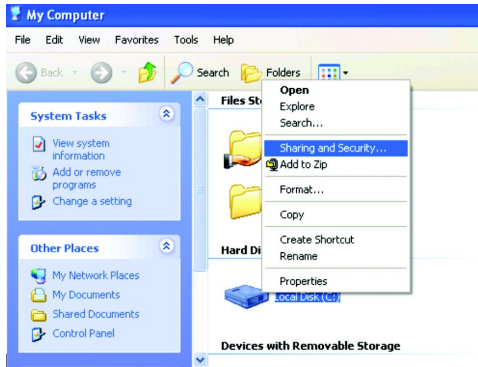 My Computer
File Edit View Favorites Tools Help
Back Search Folders
System Tasks
View system
information
Add or remove
programs
Change a setting
Other Places
My Network Places
My Documents
Shared Documents
Control Panel
Files St
Hard Di
Local Disk (C:)
Devices with Removable Storage
Open
Explore
Search...
Sharing and Security...
Add to Zip
Format...
Copy
Create Shortcut
Rename
Properties